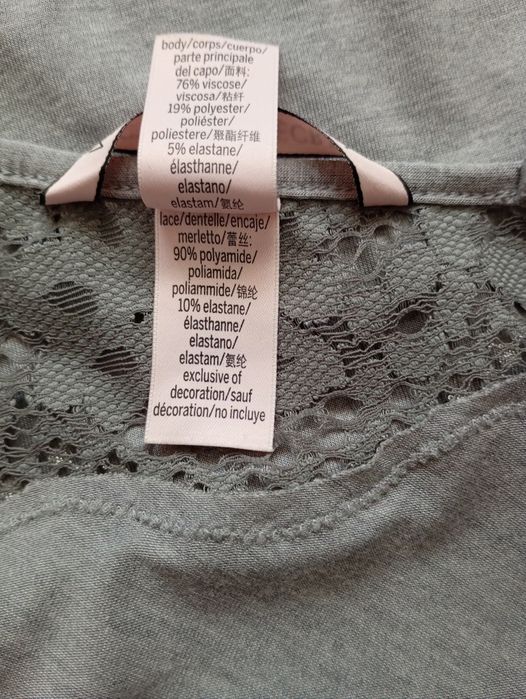 body/corps/cuerpo/
parte principale
del capo/面料:
76% viscose/
viscosa/粘纤
19% polyester/
poliéster/
poliestere/聚酯纤维
5% elastane/
élasthanne/
elastano/
elastam/氨纶
lace/dentelle/encaje/
merletto/蕾丝:
90% polyamide/
poliamida/
poliammide/锦纶
10% elastane/
élasthanne/
elastano/
elastam/氨纶
exclusive of
decoration/sauf
décoration/no incluye